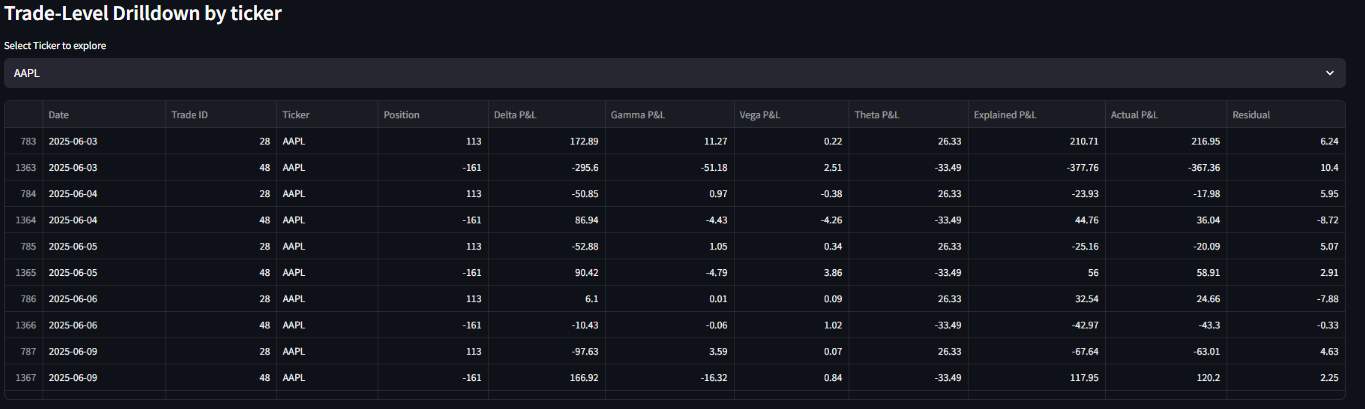 Trade-Level Drilldown by ticker
Select Ticker to explore
AAPL
Date Trade ID Ticker Position Delta P&L Gamma P&L Vega P&L Theta P&L Explained P&L Actual P&L Residual
783 2025-06-03 28 AAPL 113 172.89 11.27 0.22 26.33 210.71 216.95 6.24
1363 2025-06-03 48 AAPL -161 -295.6 -51.18 2.51 -33.49 -377.76 -367.36 10.4
784 2025-06-04 28 AAPL 113 -50.85 0.97 -0.38 26.33 -23.93 -17.98 5.95
1364 2025-06-04 48 AAPL -161 86.94 -4.43 -4.26 -33.49 44.76 36.04 -8.72
785 2025-06-05 28 AAPL 113 -52.88 1.05 0.34 26.33 -25.16 -20.09 5.07
1365 2025-06-05 48 AAPL -161 90.42 -4.79 3.86 -33.49 56 58.91 2.91
786 2025-06-06 28 AAPL 113 6.1 0.01 0.09 26.33 32.54 24.66 -7.88
1366 2025-06-06 48 AAPL -161 -10.43 -0.06 1.02 -33.49 -42.97 -43.3 -0.33
787 2025-06-09 28 AAPL 113 -97.63 3.59 0.07 26.33 -67.64 -63.01 4.63
1367 2025-06-09 48 AAPL -161 166.92 -16.32 0.84 -33.49 117.95 120.2 2.25